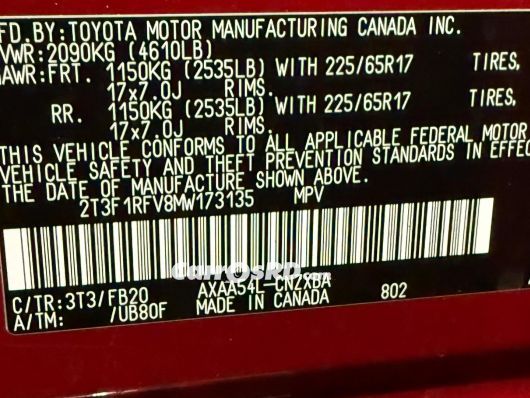 FD.BY:TOYOTA MOTOR MANUFACTURING CANADA INC.
VWR:2090KG (4610LB)
AWR:FRT. 1150KG (2535LB) WITH 225/65R17 TIRES,
17x7.0J RIMS.
RR. 1150KG (2535LB) WITH 225/65R17 TIRES,
17x7.0J RIMS.
THIS VEHICLE CONFORMS TO ALL APPLICABLE FEDERAL MOTOR
VEHICLE SAFETY AND THEFT PREVENTION STANDARDS IN EFFEC
THE DATE OF MANUFACTURE SHOWN ABOVE.
2T3F1RFV8MW173135 MPV
CarrOsRD.com
C/TR:3T3/FB20 AXAA54L-CNZXBA 802
A/TM: /UB80F MADE IN CANADA